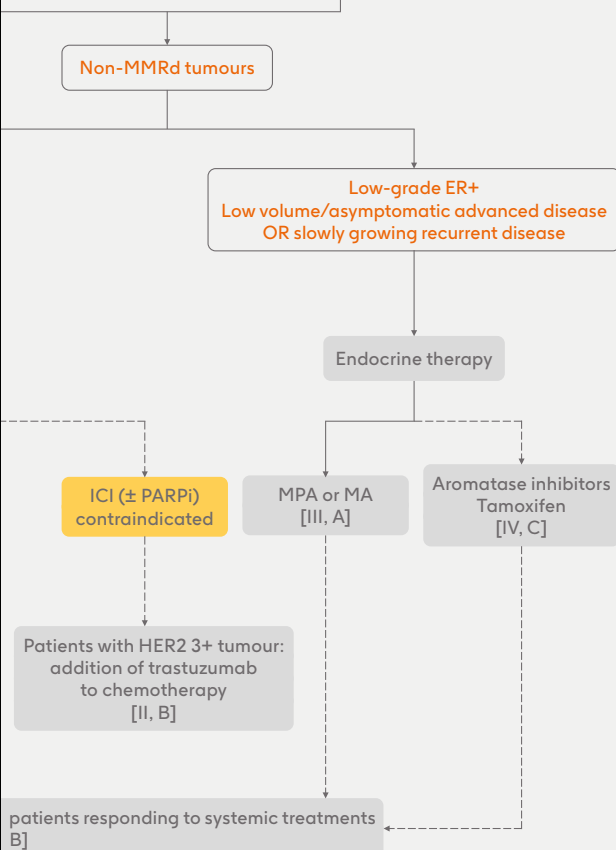 Non-MMRd tumours
Low-grade ER+
Low volume/asymptomatic advanced disease
OR slowly growing recurrent disease
Endocrine therapy
ICI (± PARPi)
contraindicated
MPA or MA
[III, A]
Aromatase inhibitors
Tamoxifen
[IV, C]
Patients with HER2 3+ tumour:
addition of trastuzumab
to chemotherapy
[II, B]
patients responding to systemic treatments
B]